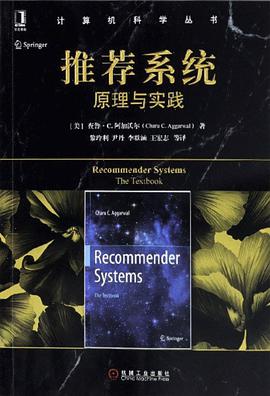 计算机科学丛书
Springer
推荐系统
原理与实践
[美] 查鲁·C. 阿加沃尔 (Charu C. Aggarwal) 著
黎玲利 尹丹 李默涵 王宏志 等译
Recommender Systems
The Textbook
Charu C. Aggarwal
Recommender
Systems
The Textbook
Springer
机械工业出版社